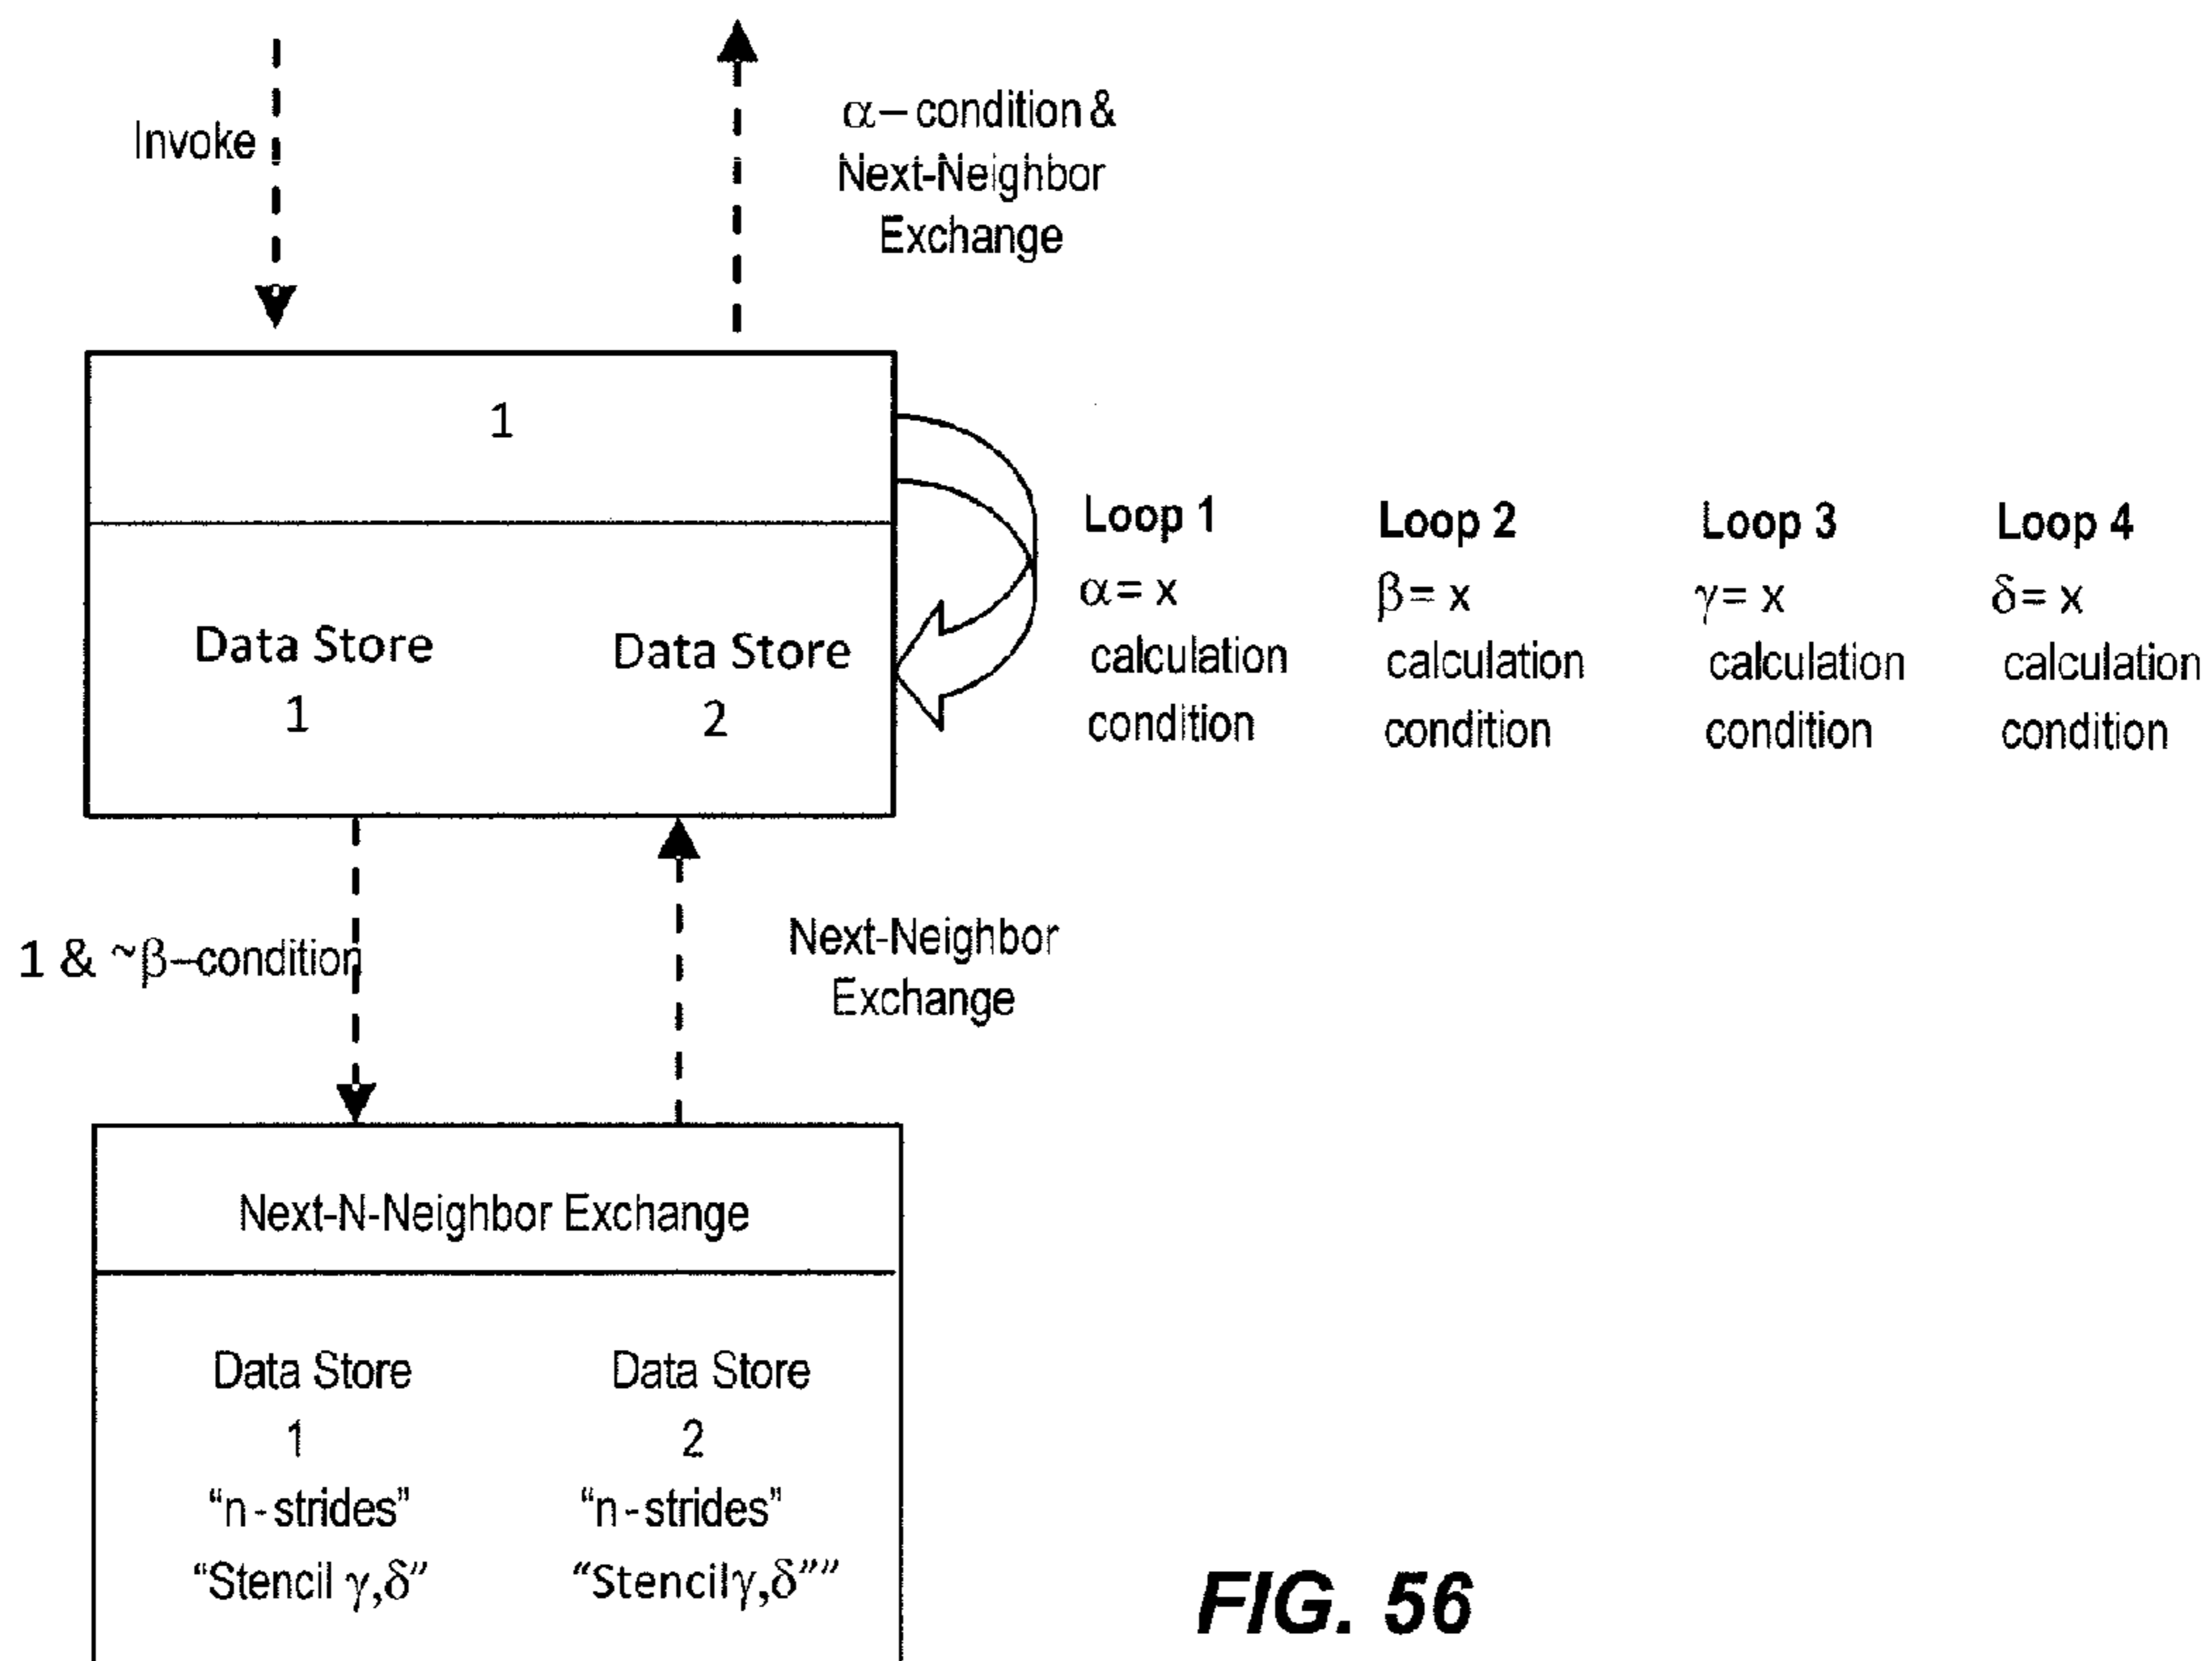 Invoke
α– condition &
Next-Neighbor
Exchange
1
Data Store
1
Data Store
2
Loop 1
α= x
calculation
condition
Loop 2
β= x
calculation
condition
Loop 3
γ= x
calculation
condition
Loop 4
δ= x
calculation
condition
1 & ~β–condition
Next-Neighbor
Exchange
Next-N-Neighbor Exchange
Data Store
1
“n-strides”
“Stencil γ,δ”
Data Store
2
“n-strides”
“Stencilγ,δ””
FIG. 56